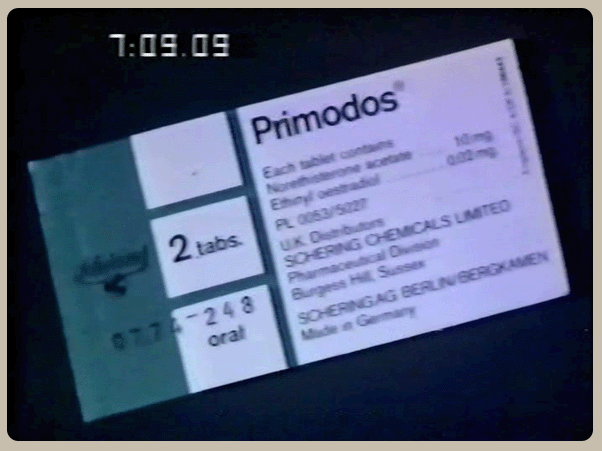 7:09.09
Primodos®
Each tablet contains
Norethisterone acetate 10 mg.
Ethinyl oestradiol 0,02 mg.
PL 0053/5027
U.K. Distributors
SCHERING CHEMICALS LIMITED
Pharmaceutical Division
Burgess Hill, Sussex
SCHERING AG BERLIN/BERGKAMEN
Made in Germany
2 tabs.
0774-248
oral